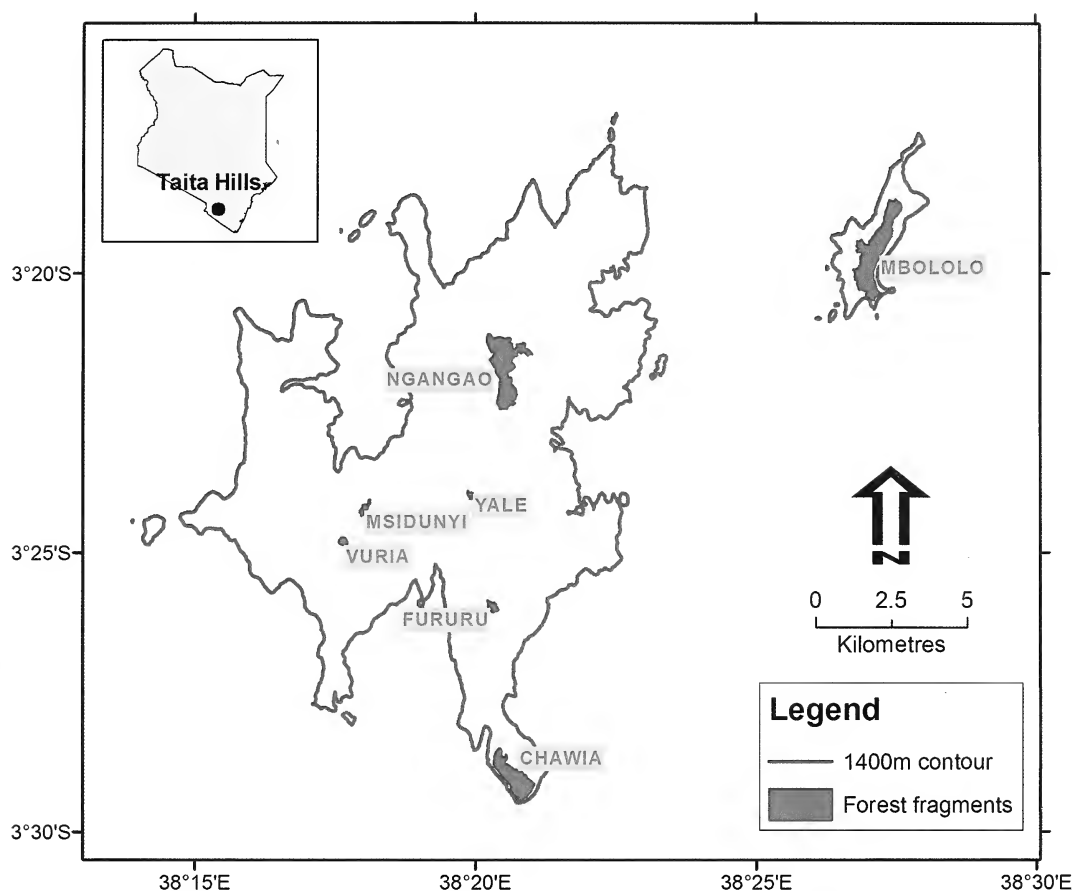 Taita Hills
3°20'S
MBOLOLO
NGANGAO
YALE
MSIDUNYI
3°25'S
VURIA
N
0 2.5 5
FURURU
Kilometres
Legend
CHAWIA
1400m contour
Forest fragments
3°30'S
38°15'E 38°20'E 38°25'E 38°30'E